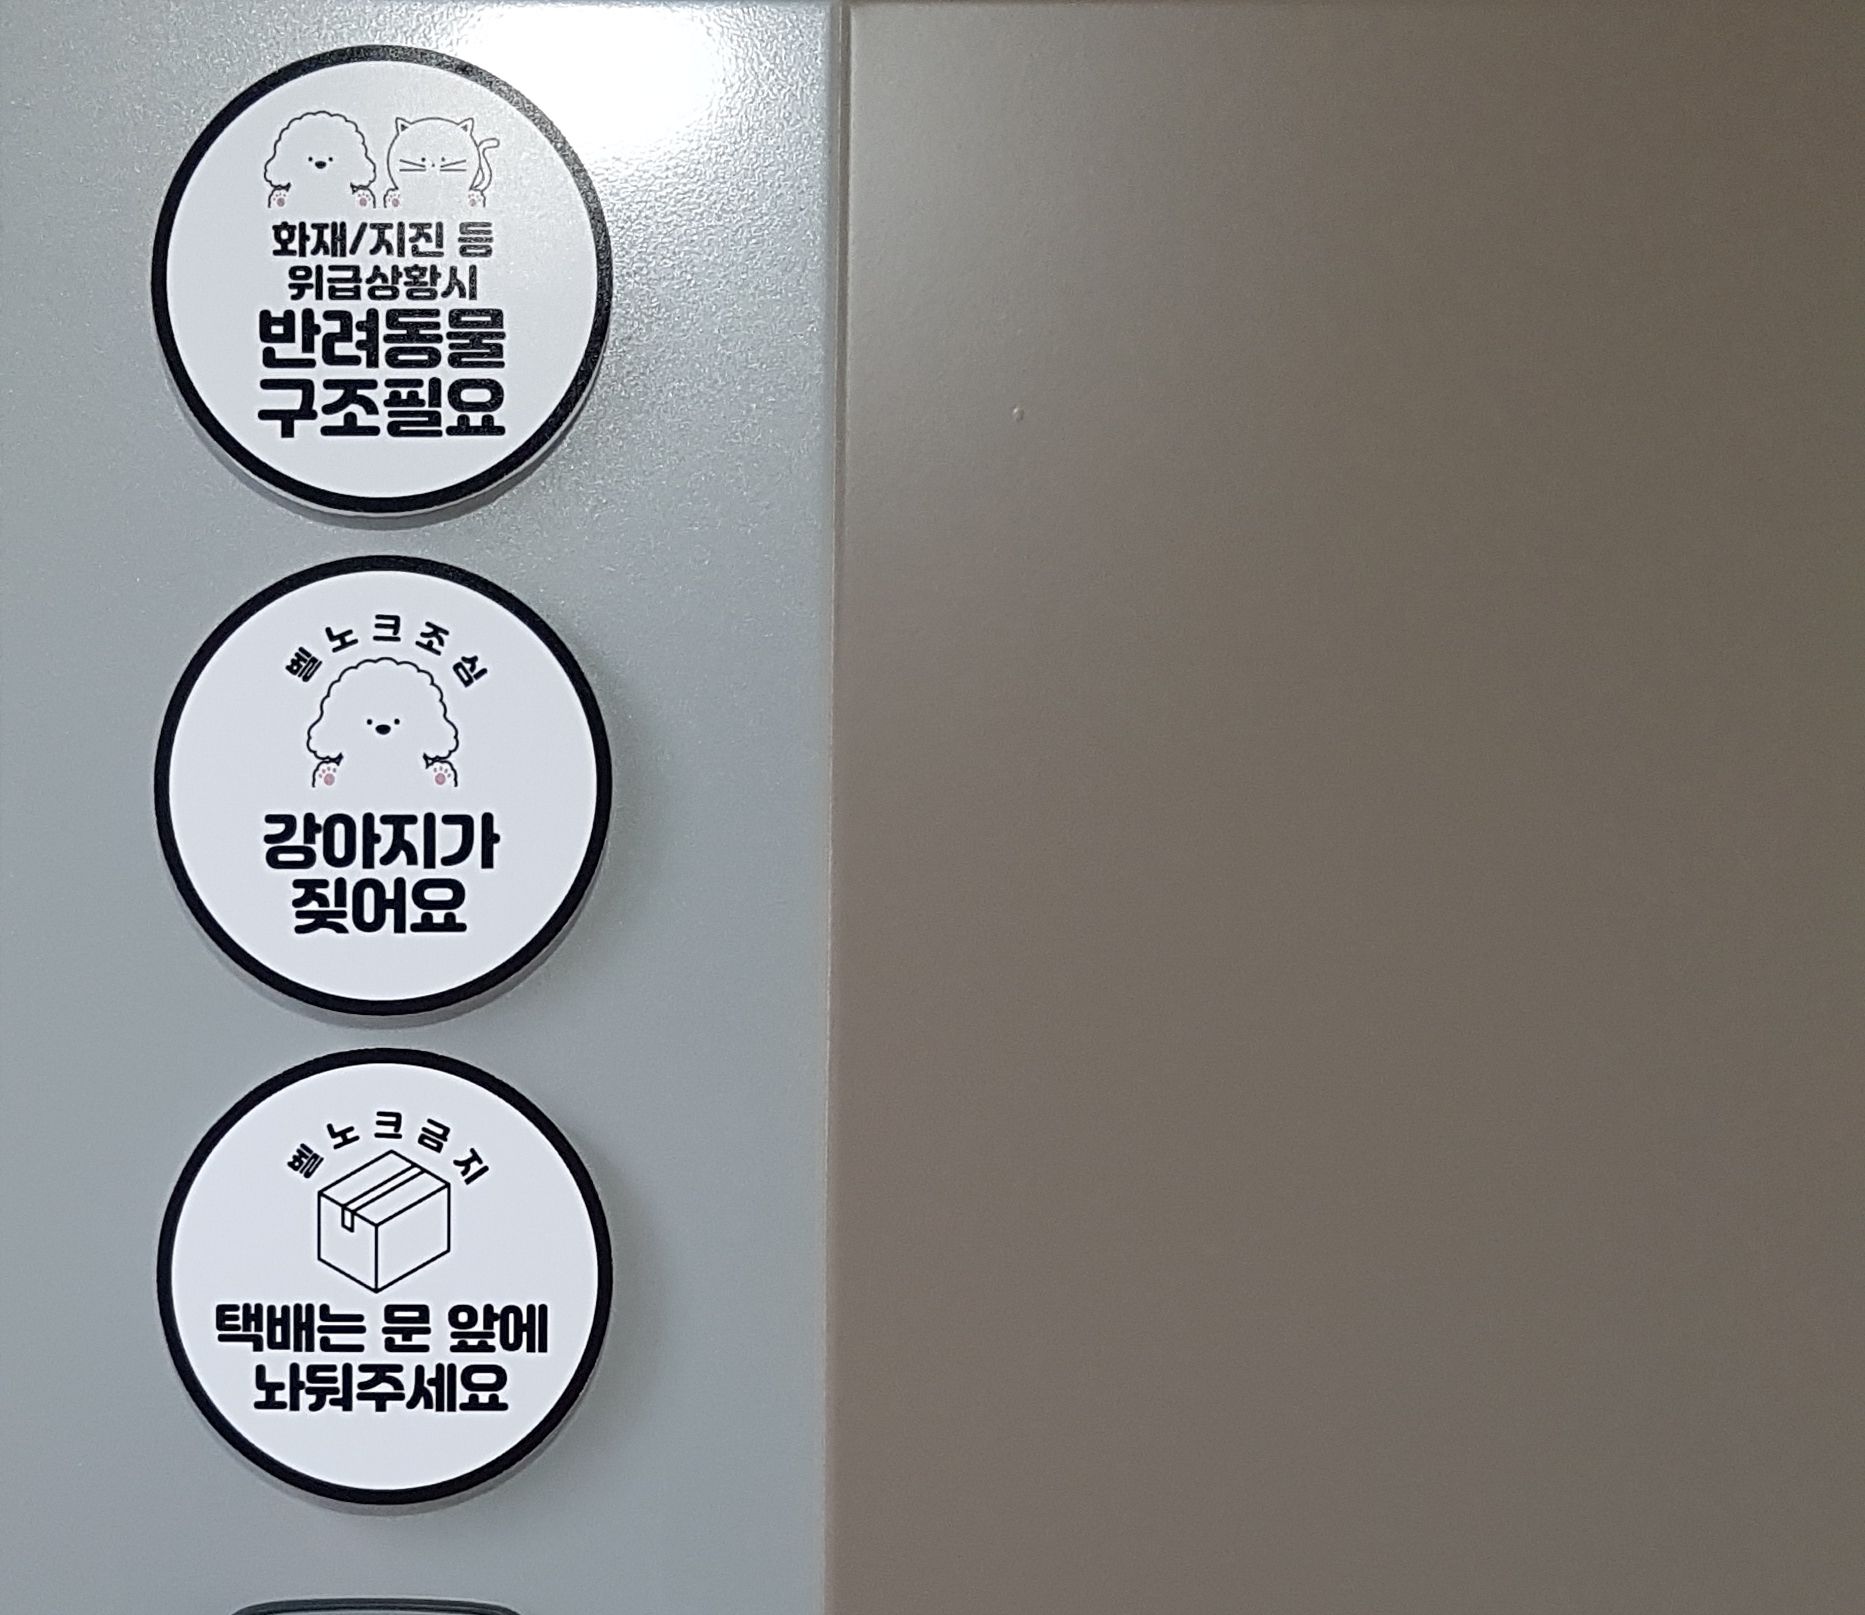 화재/지진 등
위급상황시
반려동물
구조필요
벨노크조심
강아지가
짖어요
벨노크금지
택배는 문 앞에
놔둬주세요